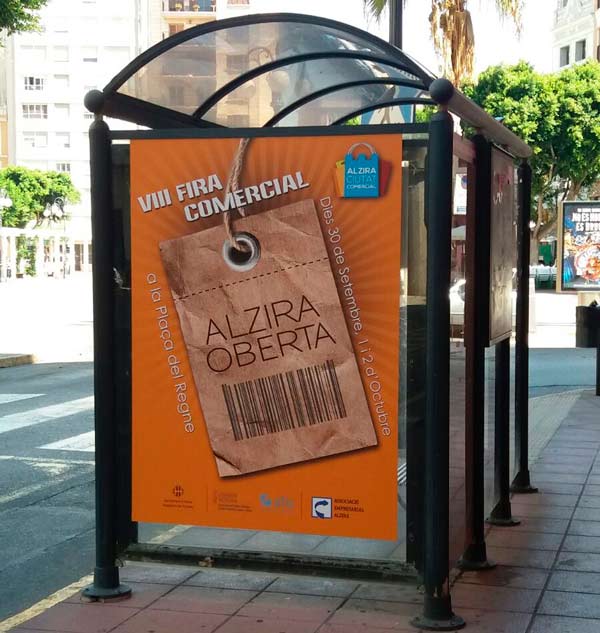 VIII FIRA
COMERCIAL
ALZIRA
CIUTAT
COMERCIAL
Dies 30 de Setembre, 1 i 2 d'Octubre
a la Plaça del Regne
ALZIRA
OBERTA
ASSOCIACIÓ
EMPRESARIAL
ALZIRA